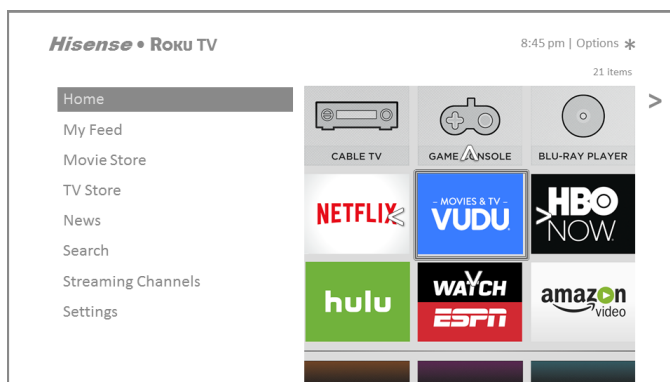 Hisense • ROKU TV
8:45 pm | Options
21 items
Home
My Feed
Movie Store
TV Store
News
Search
Streaming Channels
Settings
CABLE TV
GAME CONSOLE
BLU-RAY PLAYER
NETFLIX
– MOVIES & TV –
VUDU
HBO
NOW
hulu
WATCH
ESPN
amazon
video